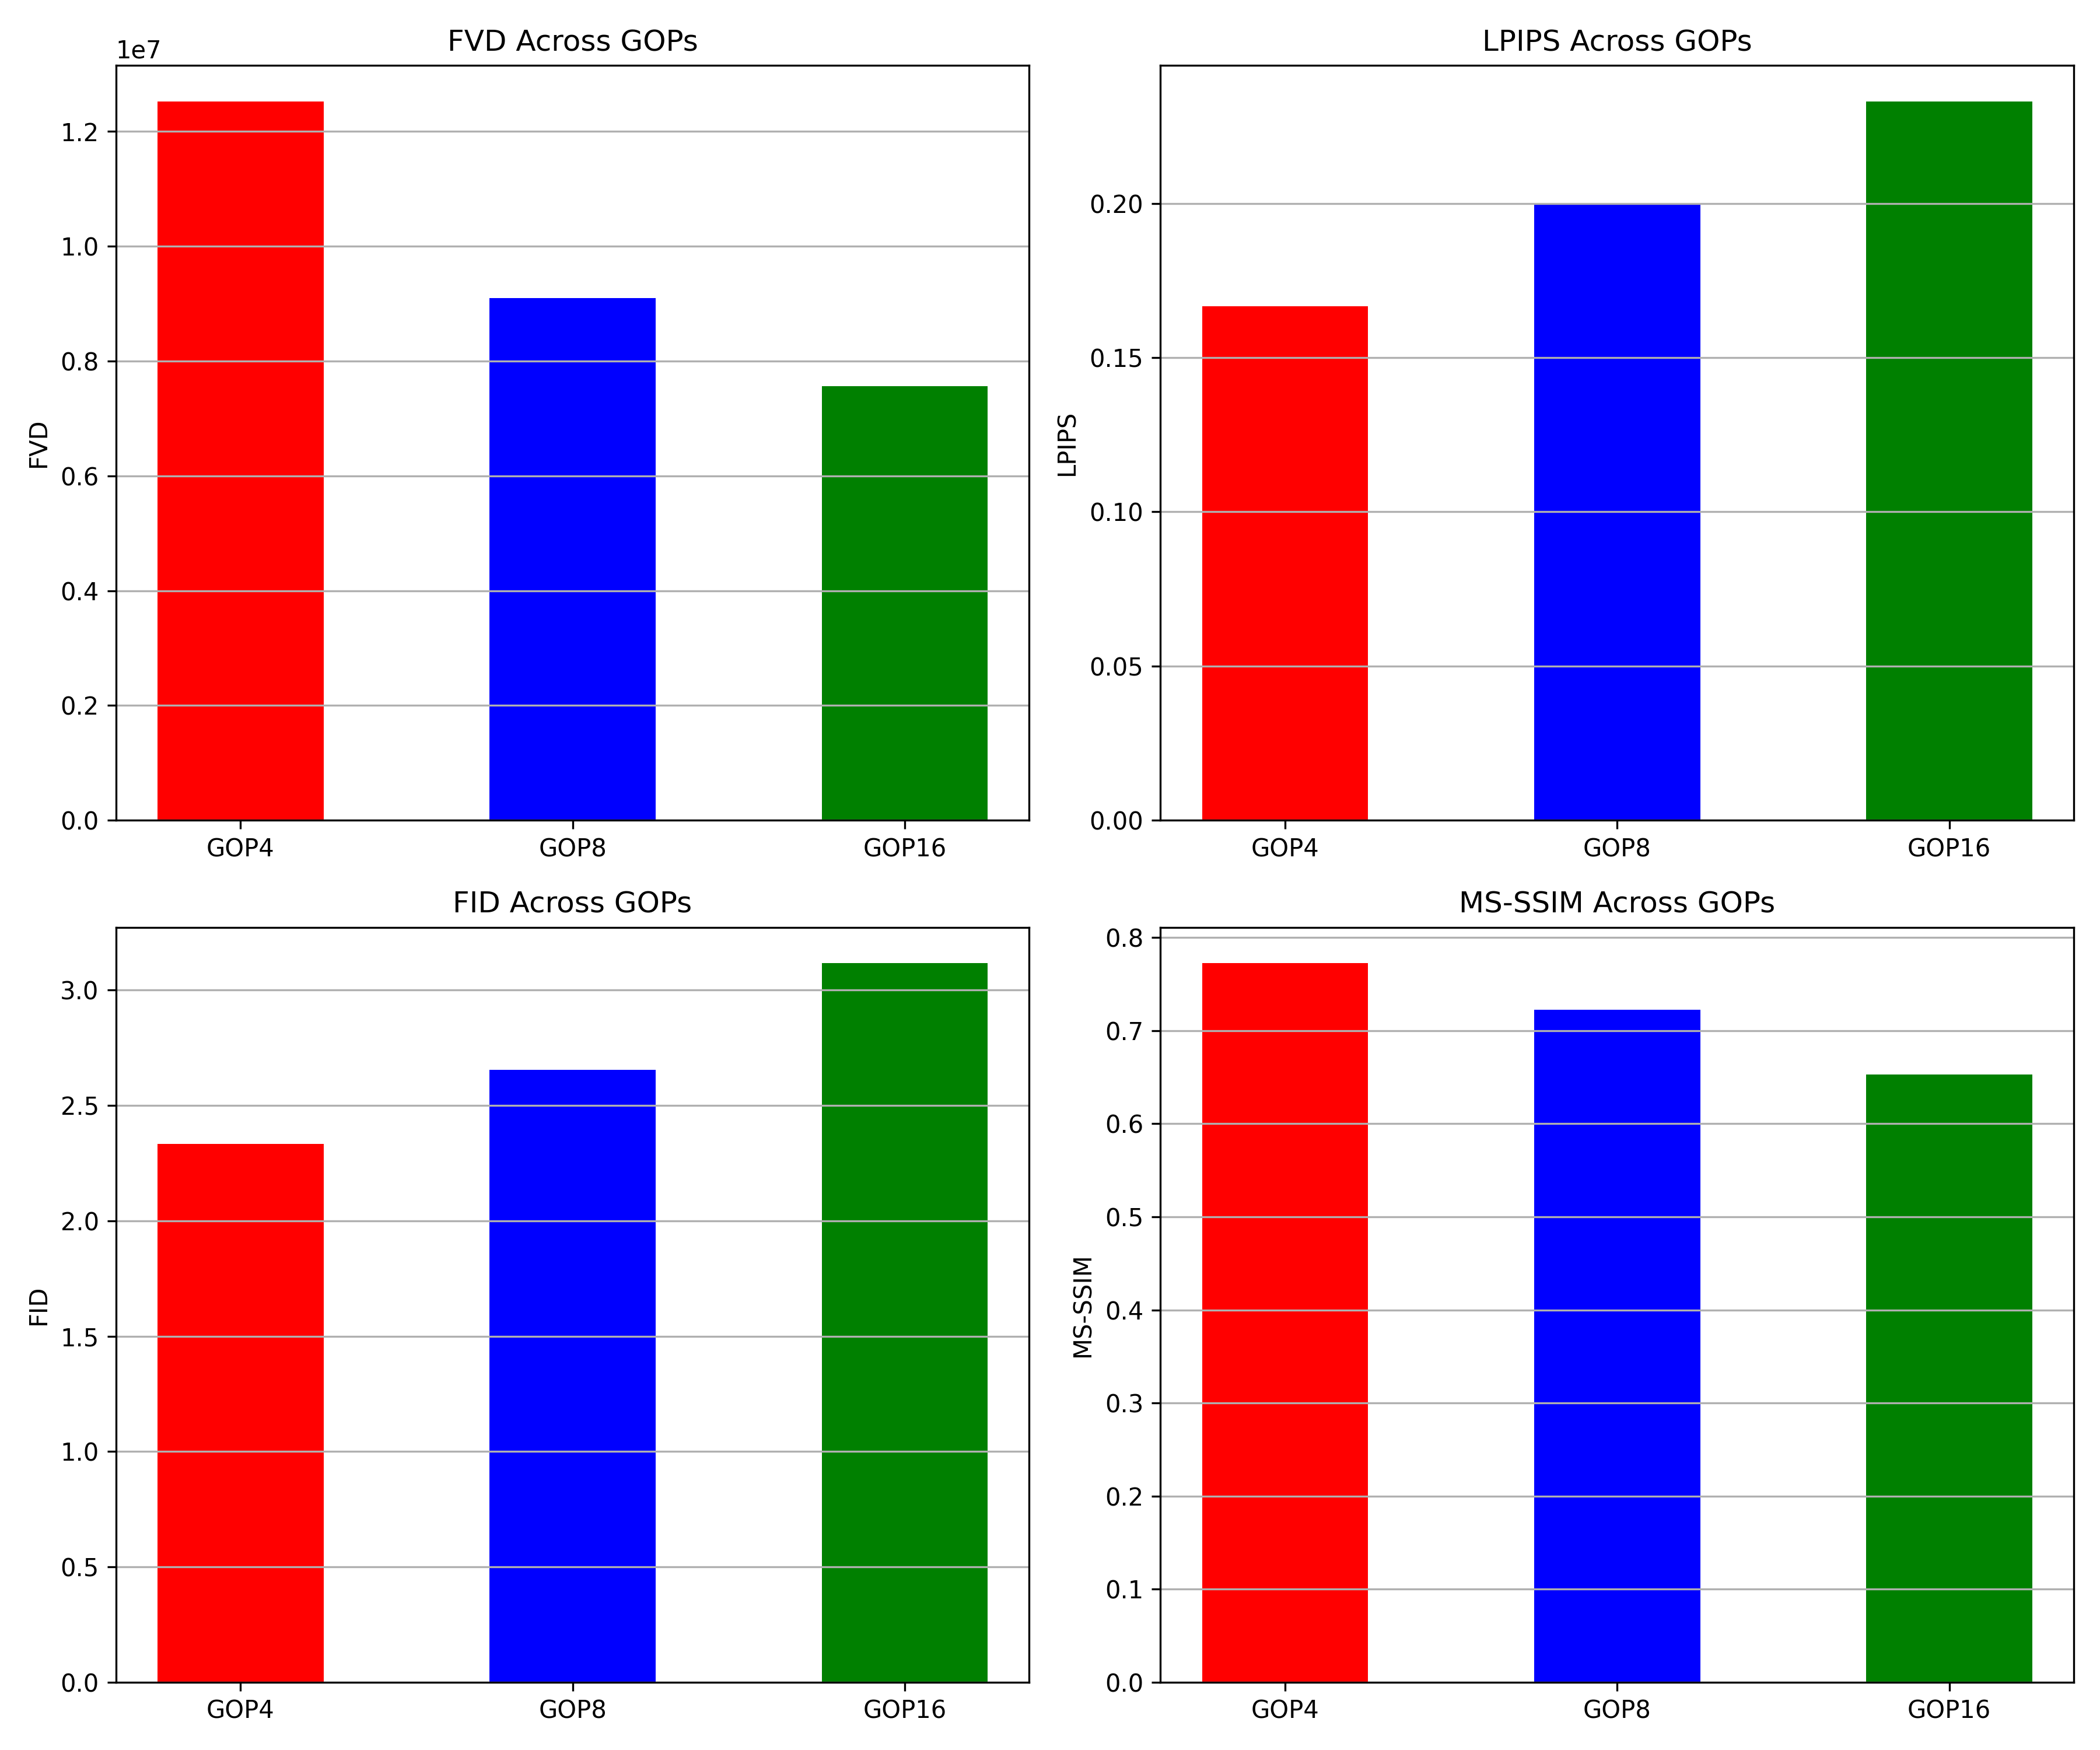 FVD Across GOPs
1e7
1.2
1.0
0.8
0.6
0.4
0.2
0.0
FVD
GOP4 GOP8 GOP16
LPIPS Across GOPs
0.20
0.15
0.10
0.05
0.00
LPIPS
GOP4 GOP8 GOP16
FID Across GOPs
3.0
2.5
2.0
1.5
1.0
0.5
0.0
FID
GOP4 GOP8 GOP16
MS-SSIM Across GOPs
0.8
0.7
0.6
0.5
0.4
0.3
0.2
0.1
0.0
MS-SSIM
GOP4 GOP8 GOP16